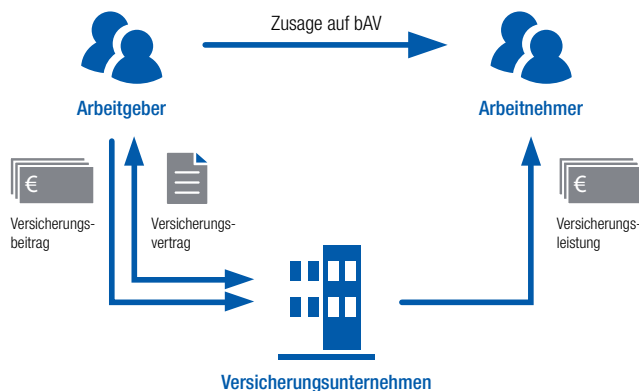 Zusage auf bAV
Arbeitgeber
Arbeitnehmer
€
Versicherungs-
beitrag
Versicherungs-
vertrag
€
Versicherungs-
leistung
Versicherungsunternehmen